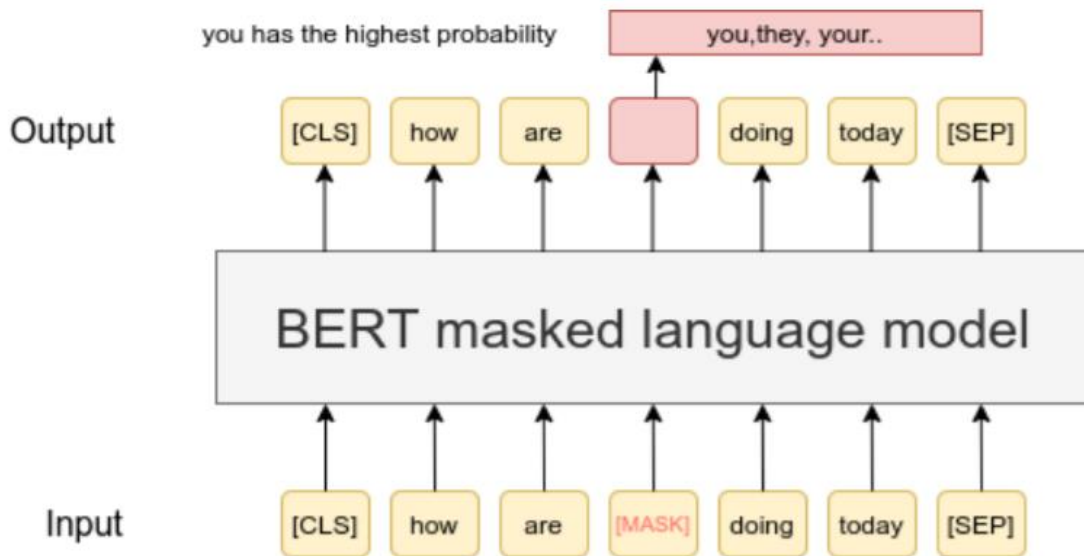 you has the highest probability you,they, your..
Output [CLS] how are doing today [SEP]
BERT masked language model
Input [CLS] how are [MASK] doing today [SEP]